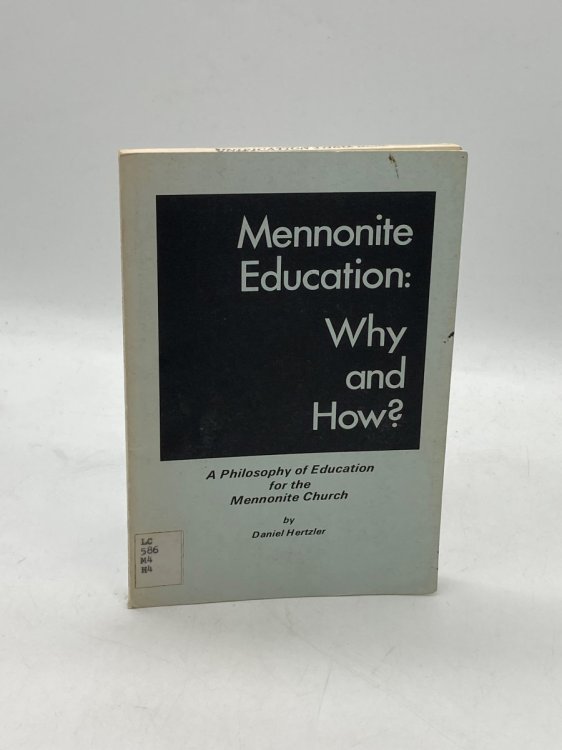 Mennonite
Education:
Why
and
How?
A Philosophy of Education
for the
Mennonite Church
by
Daniel Hertzler
LC
586
M4
H4